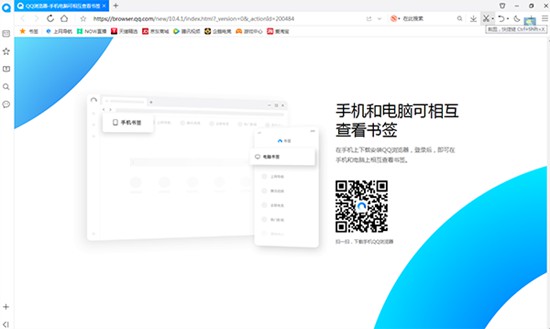 QQ浏览器-手机电脑可相互查看书签
https://browser.qq.com/new/10.4.1/index.html?_version=0&_actionId=200484
在此搜索
截图，快捷键 Ctrl+Shift+X
书签
上网导航
NOW直播
天猫精选
京东商城
腾讯视频
企鹅电竞
游戏中心
爱淘宝
手机书签
书签
电脑书签
手机和电脑可相互
查看书签
在手机上下载安装QQ浏览器，登录后，即可在
手机和电脑上相互查看书签。
扫一扫，下载手机QQ浏览器